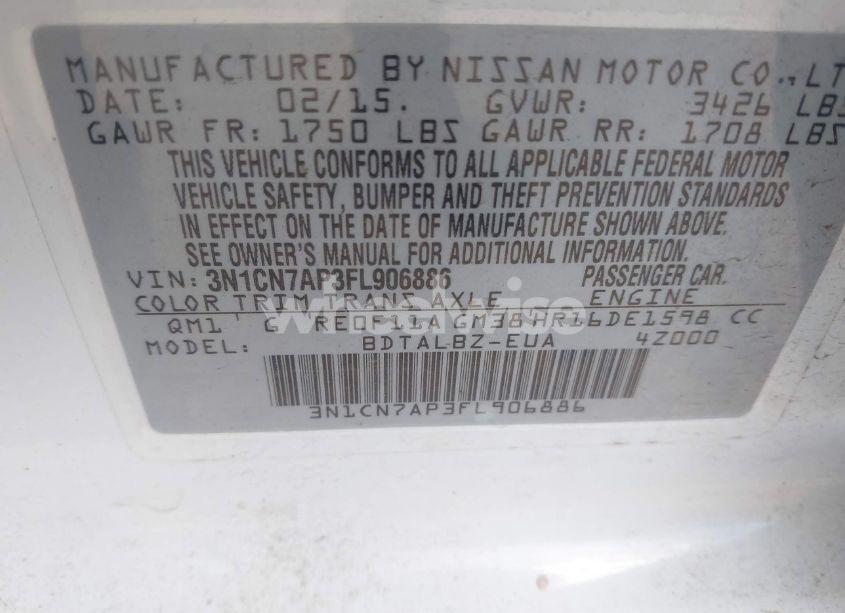 MANUFACTURED BY NISSAN MOTOR CO., LT
DATE: 02/15. GVWR: 3426 LBS
GAWR FR: 1750 LBS GAWR RR: 1708 LBS
THIS VEHICLE CONFORMS TO ALL APPLICABLE FEDERAL MOTOR
VEHICLE SAFETY, BUMPER AND THEFT PREVENTION STANDARDS
IN EFFECT ON THE DATE OF MANUFACTURE SHOWN ABOVE.
SEE OWNER'S MANUAL FOR ADDITIONAL INFORMATION.
VIN: 3N1CN7AP3FL906886 PASSENGER CAR.
COLOR TRIM TRANS AXLE ENGINE
QM1 G RE0F11A GM38 HR16DE1598 CC
MODEL: BDTALBZ-EUA 4Z000
3N1CN7AP3FL906886
wheelwise